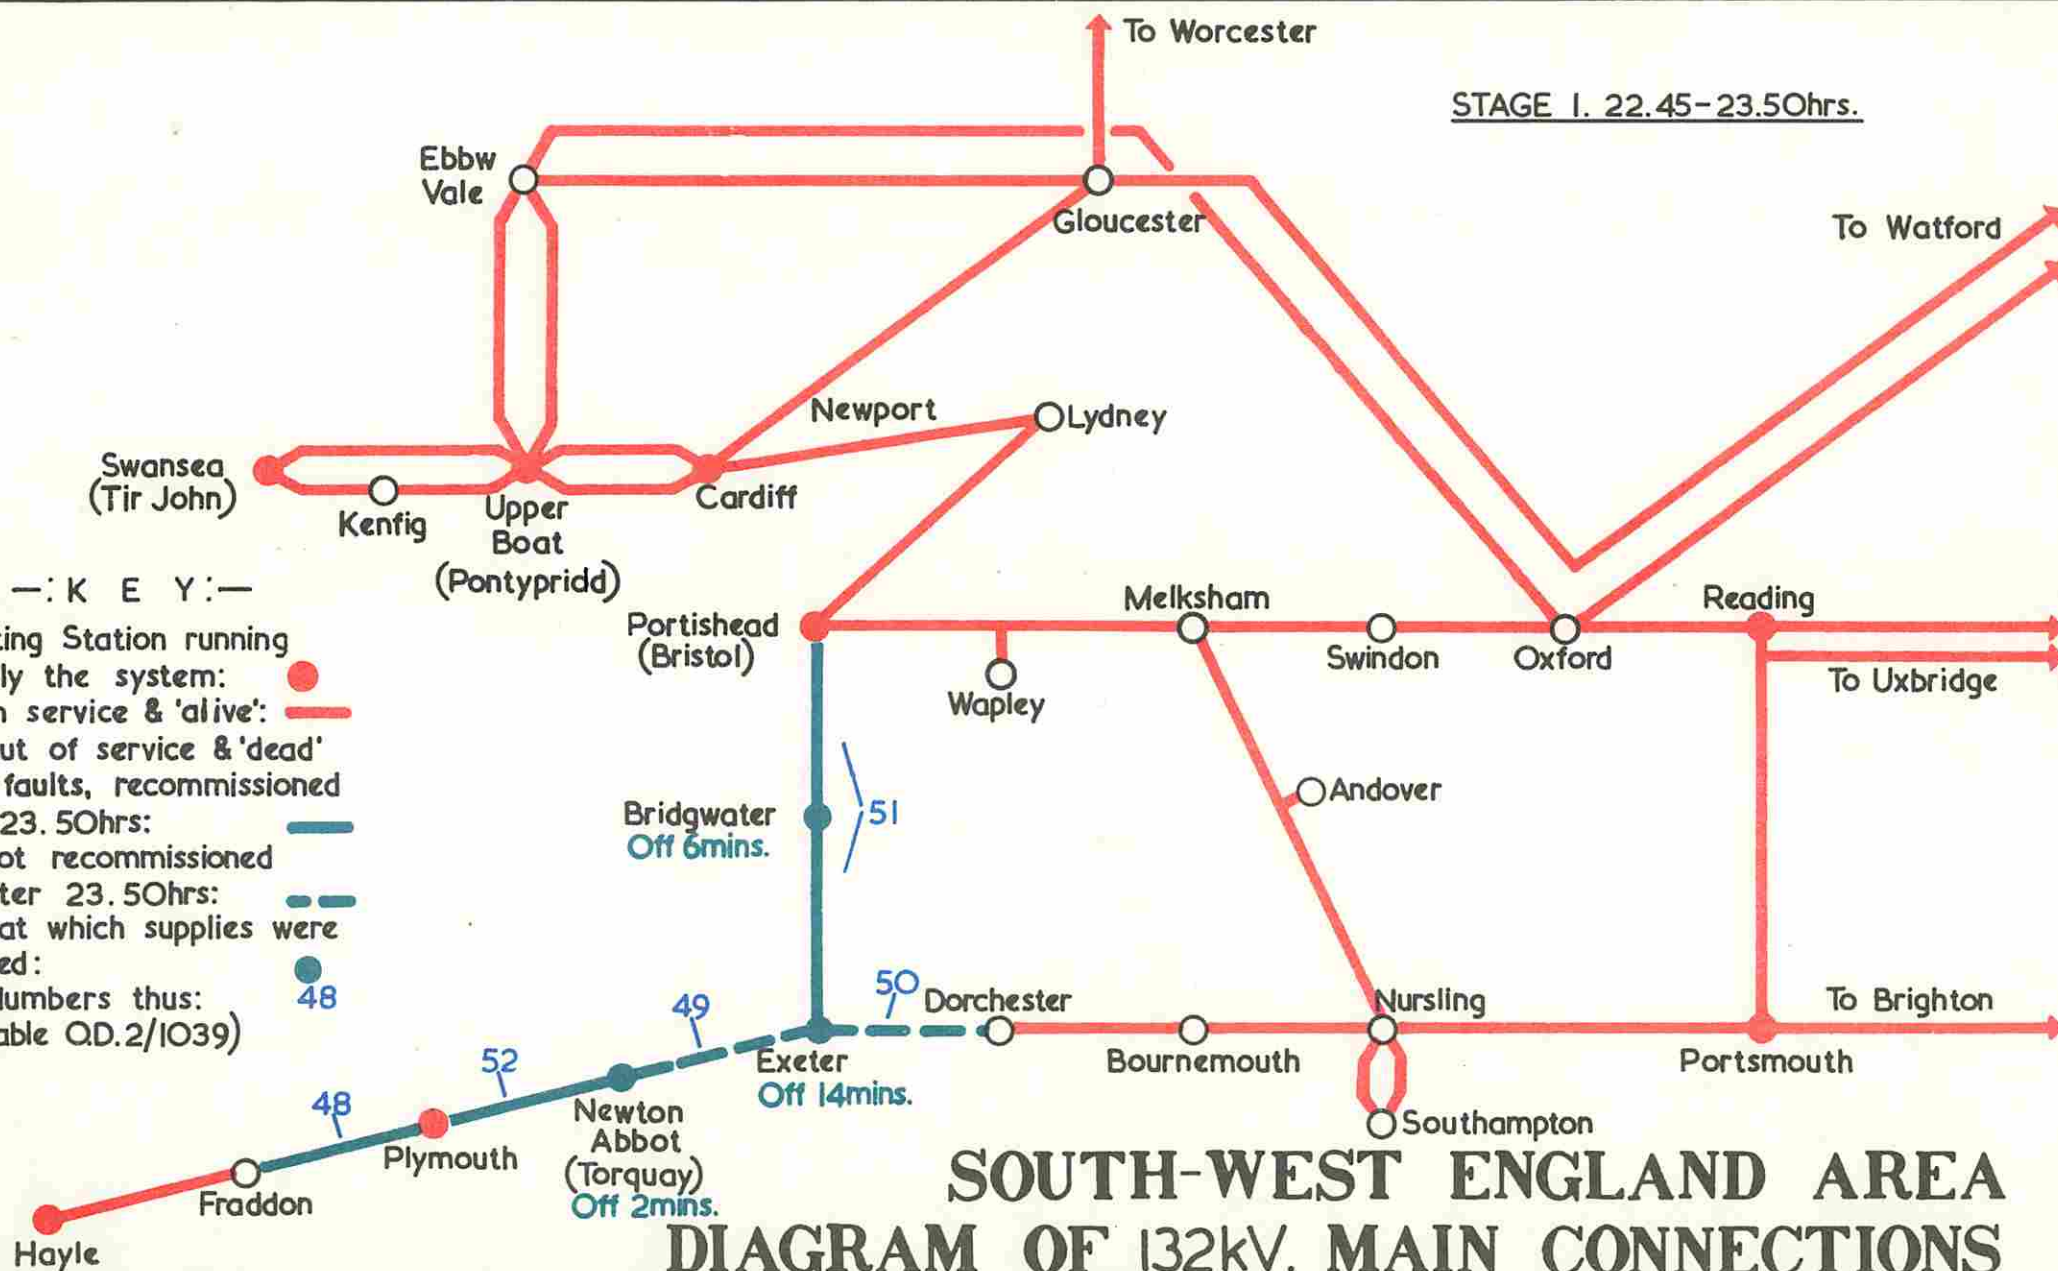 To Worcester
STAGE 1. 22.45-23.50hrs.
Ebbw
Vale
Gloucester
To Watford
Newport
Lydney
Swansea
(Tir John)
Kenfig
Upper
Boat
(Pontypridd)
Cardiff
-:K E Y:-
ing Station running
ly the system:
n service & 'alive':
ut of service & 'dead'
faults, recommissioned
23.50hrs:
ot recommissioned
ter 23.50hrs:
at which supplies were
ed:
umbers thus: 48
able O.D.2/1039)
Portishead
(Bristol)
Melksham
Reading
Wapley
Swindon
Oxford
To Uxbridge
Bridgwater
Off 6mins.
51
Andover
50
Dorchester
Nursling
To Brighton
49
Exeter
Off 14mins.
Bournemouth
Portsmouth
52
Newton
Abbot
(Torquay)
Off 2mins.
48
Plymouth
Southampton
Fraddon
Hayle
SOUTH-WEST ENGLAND AREA
DIAGRAM OF 132kV. MAIN CONNECTIONS